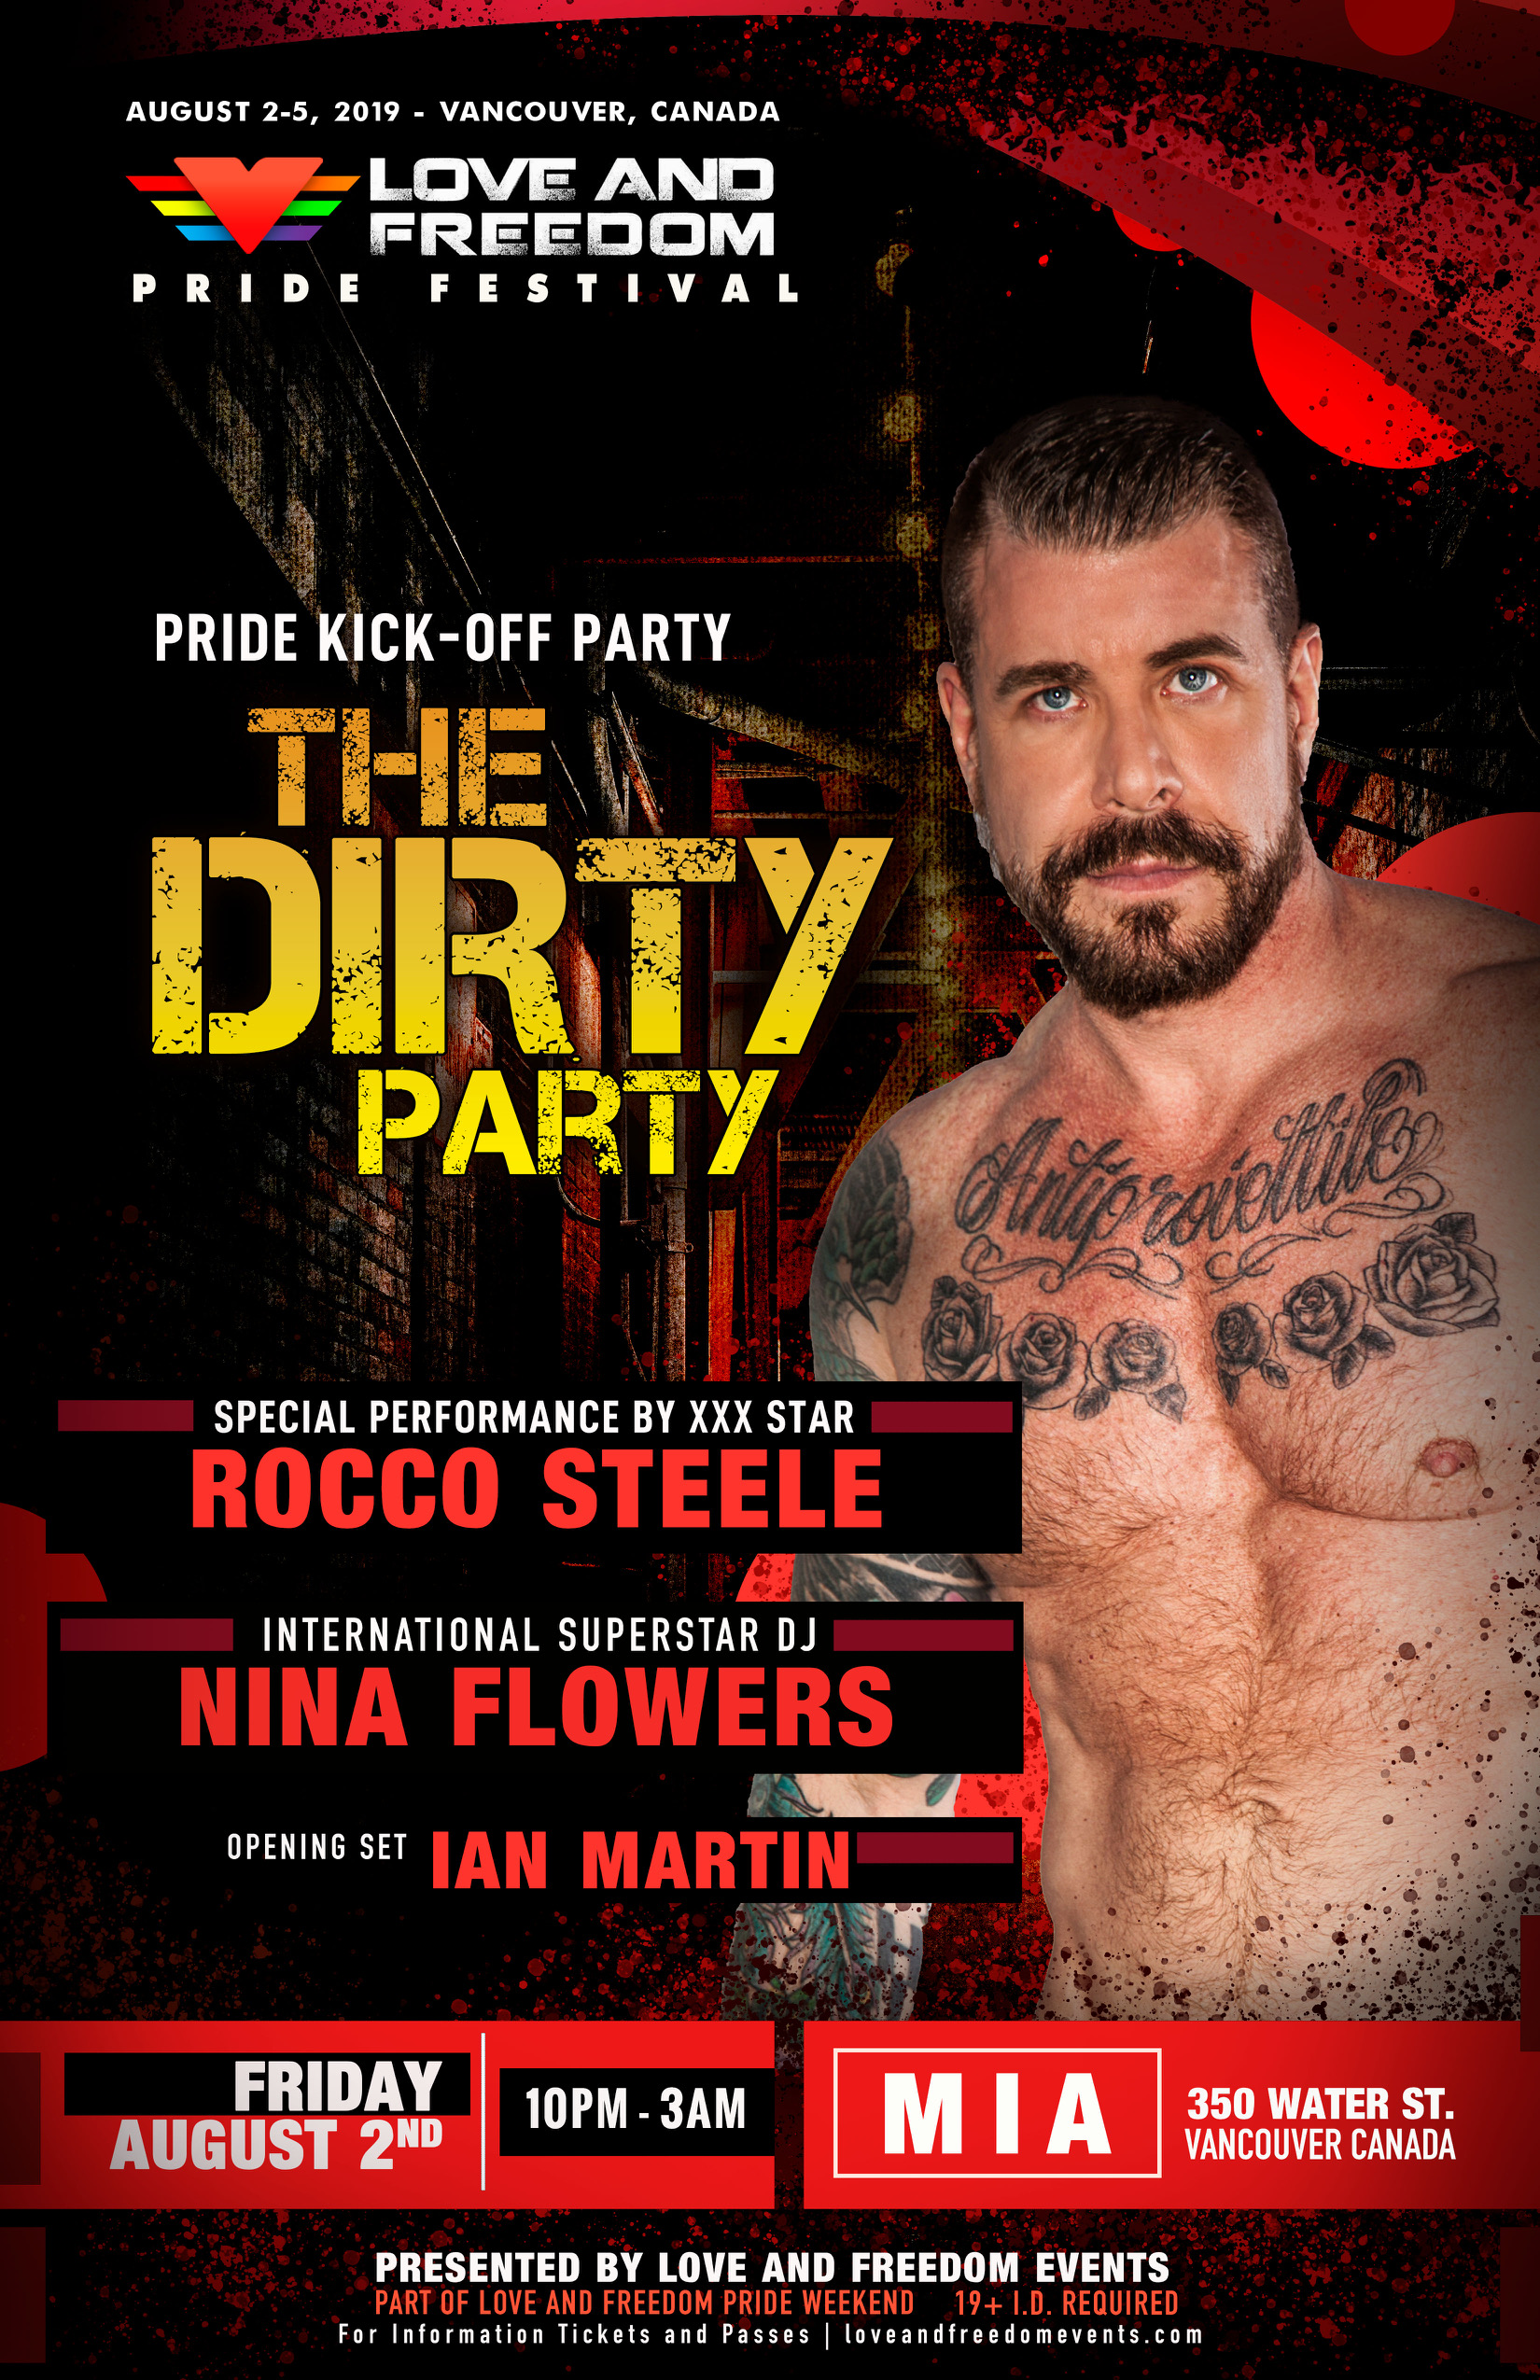 AUGUST 2-5, 2019 - VANCOUVER, CANADA
LOVE AND
FREEDOM
PRIDE FESTIVAL
PRIDE KICK-OFF PARTY
THE
DIRTY
PARTY
Antiproiettile
SPECIAL PERFORMANCE BY XXX STAR
ROCCO STEELE
INTERNATIONAL SUPERSTAR DJ
NINA FLOWERS
OPENING SET IAN MARTIN
FRIDAY
AUGUST 2ND
10PM - 3AM
MIA
350 WATER ST.
VANCOUVER CANADA
PRESENTED BY LOVE AND FREEDOM EVENTS
PART OF LOVE AND FREEDOM PRIDE WEEKEND 19+ I.D. REQUIRED
For Information Tickets and Passes | loveandfreedomevents.com